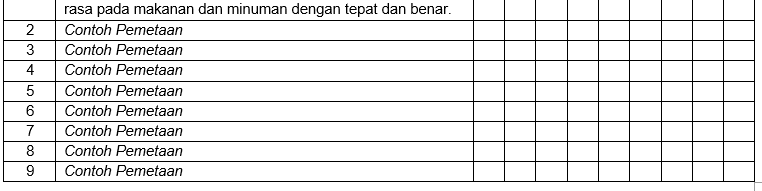 rasa pada makanan dan minuman dengan tepat dan benar.
2 Contoh Pemetaan
3 Contoh Pemetaan
4 Contoh Pemetaan
5 Contoh Pemetaan
6 Contoh Pemetaan
7 Contoh Pemetaan
8 Contoh Pemetaan
9 Contoh Pemetaan